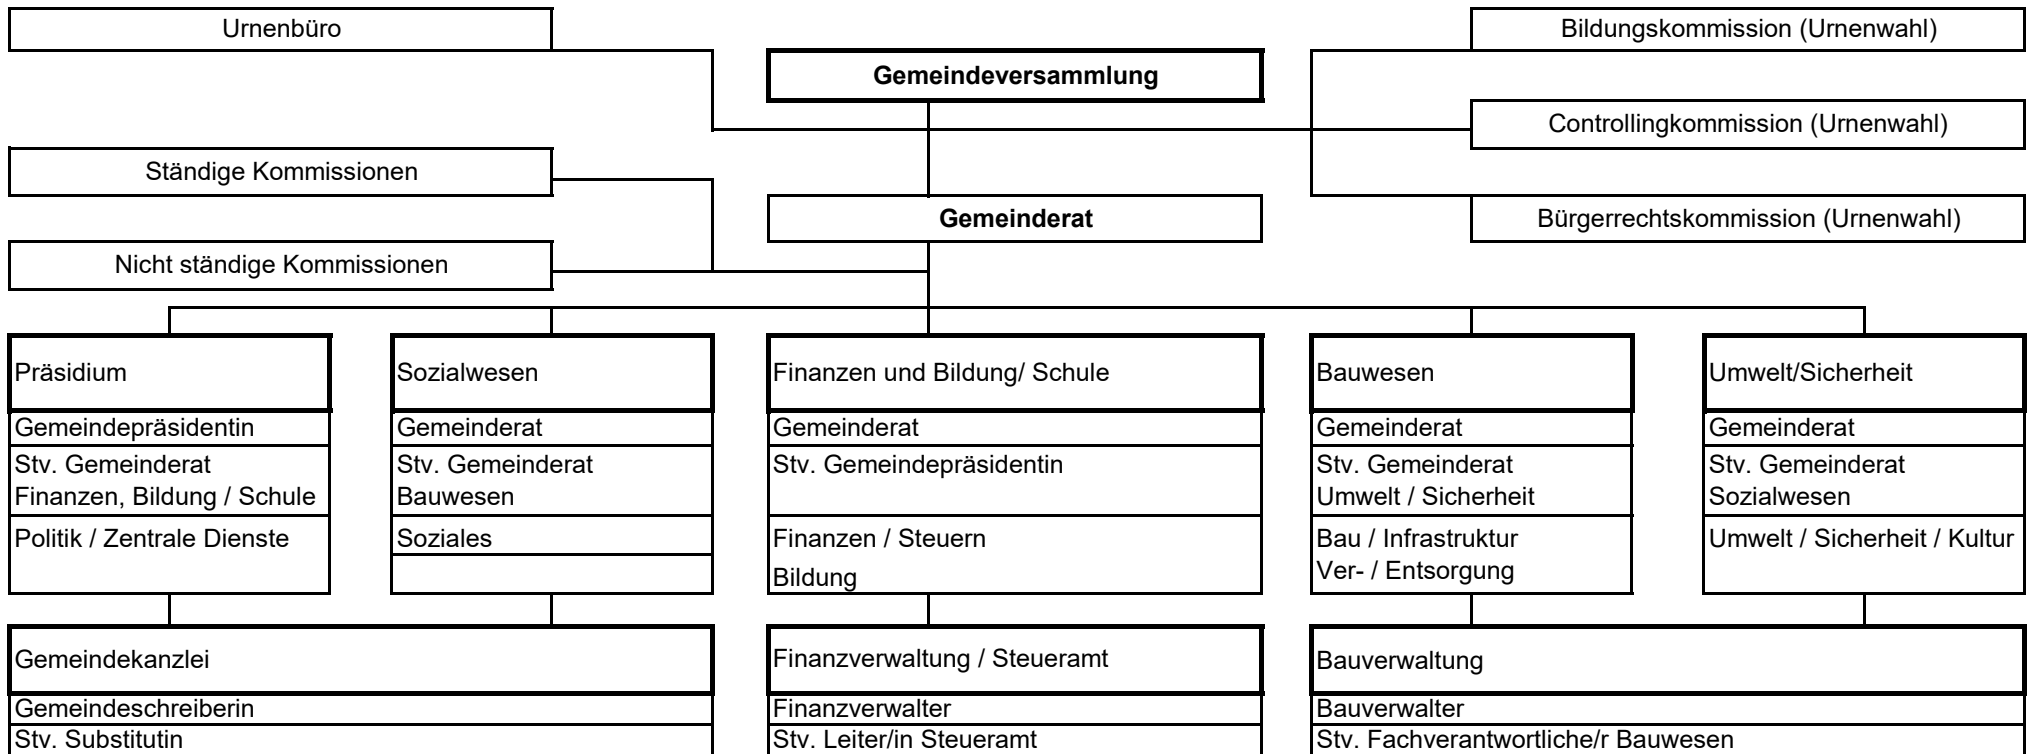 Urnenbüro
Bildungskommission (Urnenwahl)
Gemeindeversammlung
Controllingkommission (Urnenwahl)
Ständige Kommissionen
Gemeinderat
Bürgerrechtskommission (Urnenwahl)
Nicht ständige Kommissionen
Präsidium
Gemeindepräsidentin
Stv. Gemeinderat
Finanzen, Bildung / Schule
Politik / Zentrale Dienste
Sozialwesen
Gemeinderat
Stv. Gemeinderat
Bauwesen
Soziales
Finanzen und Bildung/ Schule
Gemeinderat
Stv. Gemeindepräsidentin
Finanzen / Steuern
Bildung
Bauwesen
Gemeinderat
Stv. Gemeinderat
Umwelt / Sicherheit
Bau / Infrastruktur
Ver- / Entsorgung
Umwelt/Sicherheit
Gemeinderat
Stv. Gemeinderat
Sozialwesen
Umwelt / Sicherheit / Kultur
Gemeindekanzlei
Gemeindeschreiberin
Stv. Substitutin
Finanzverwaltung / Steueramt
Finanzverwalter
Stv. Leiter/in Steueramt
Bauverwaltung
Bauverwalter
Stv. Fachverantwortliche/r Bauwesen